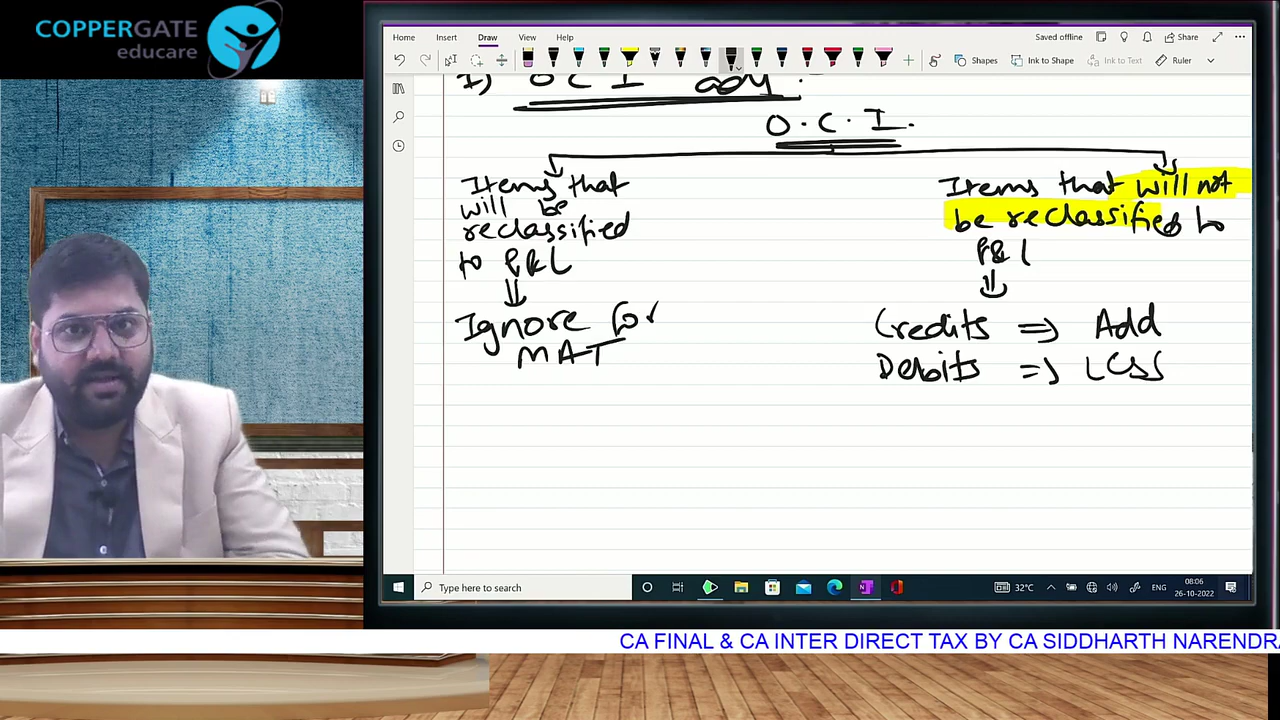 COPPERGATE
educare
Home Insert Draw View Help
Saved offline
Share
Shapes
Ink to Shape
Ink to Text
Ruler
1) O C I adj :-
O.C.I.
Items that
will be
reclassified
to P&L
Ignore for
MAT
Items that will not
be reclassified to
P&L
Credits => Add
Debits => Less
Type here to search
32°C
ENG
08:06
26-10-2022
CA FINAL & CA INTER DIRECT TAX BY CA SIDDHARTH NARENDRA